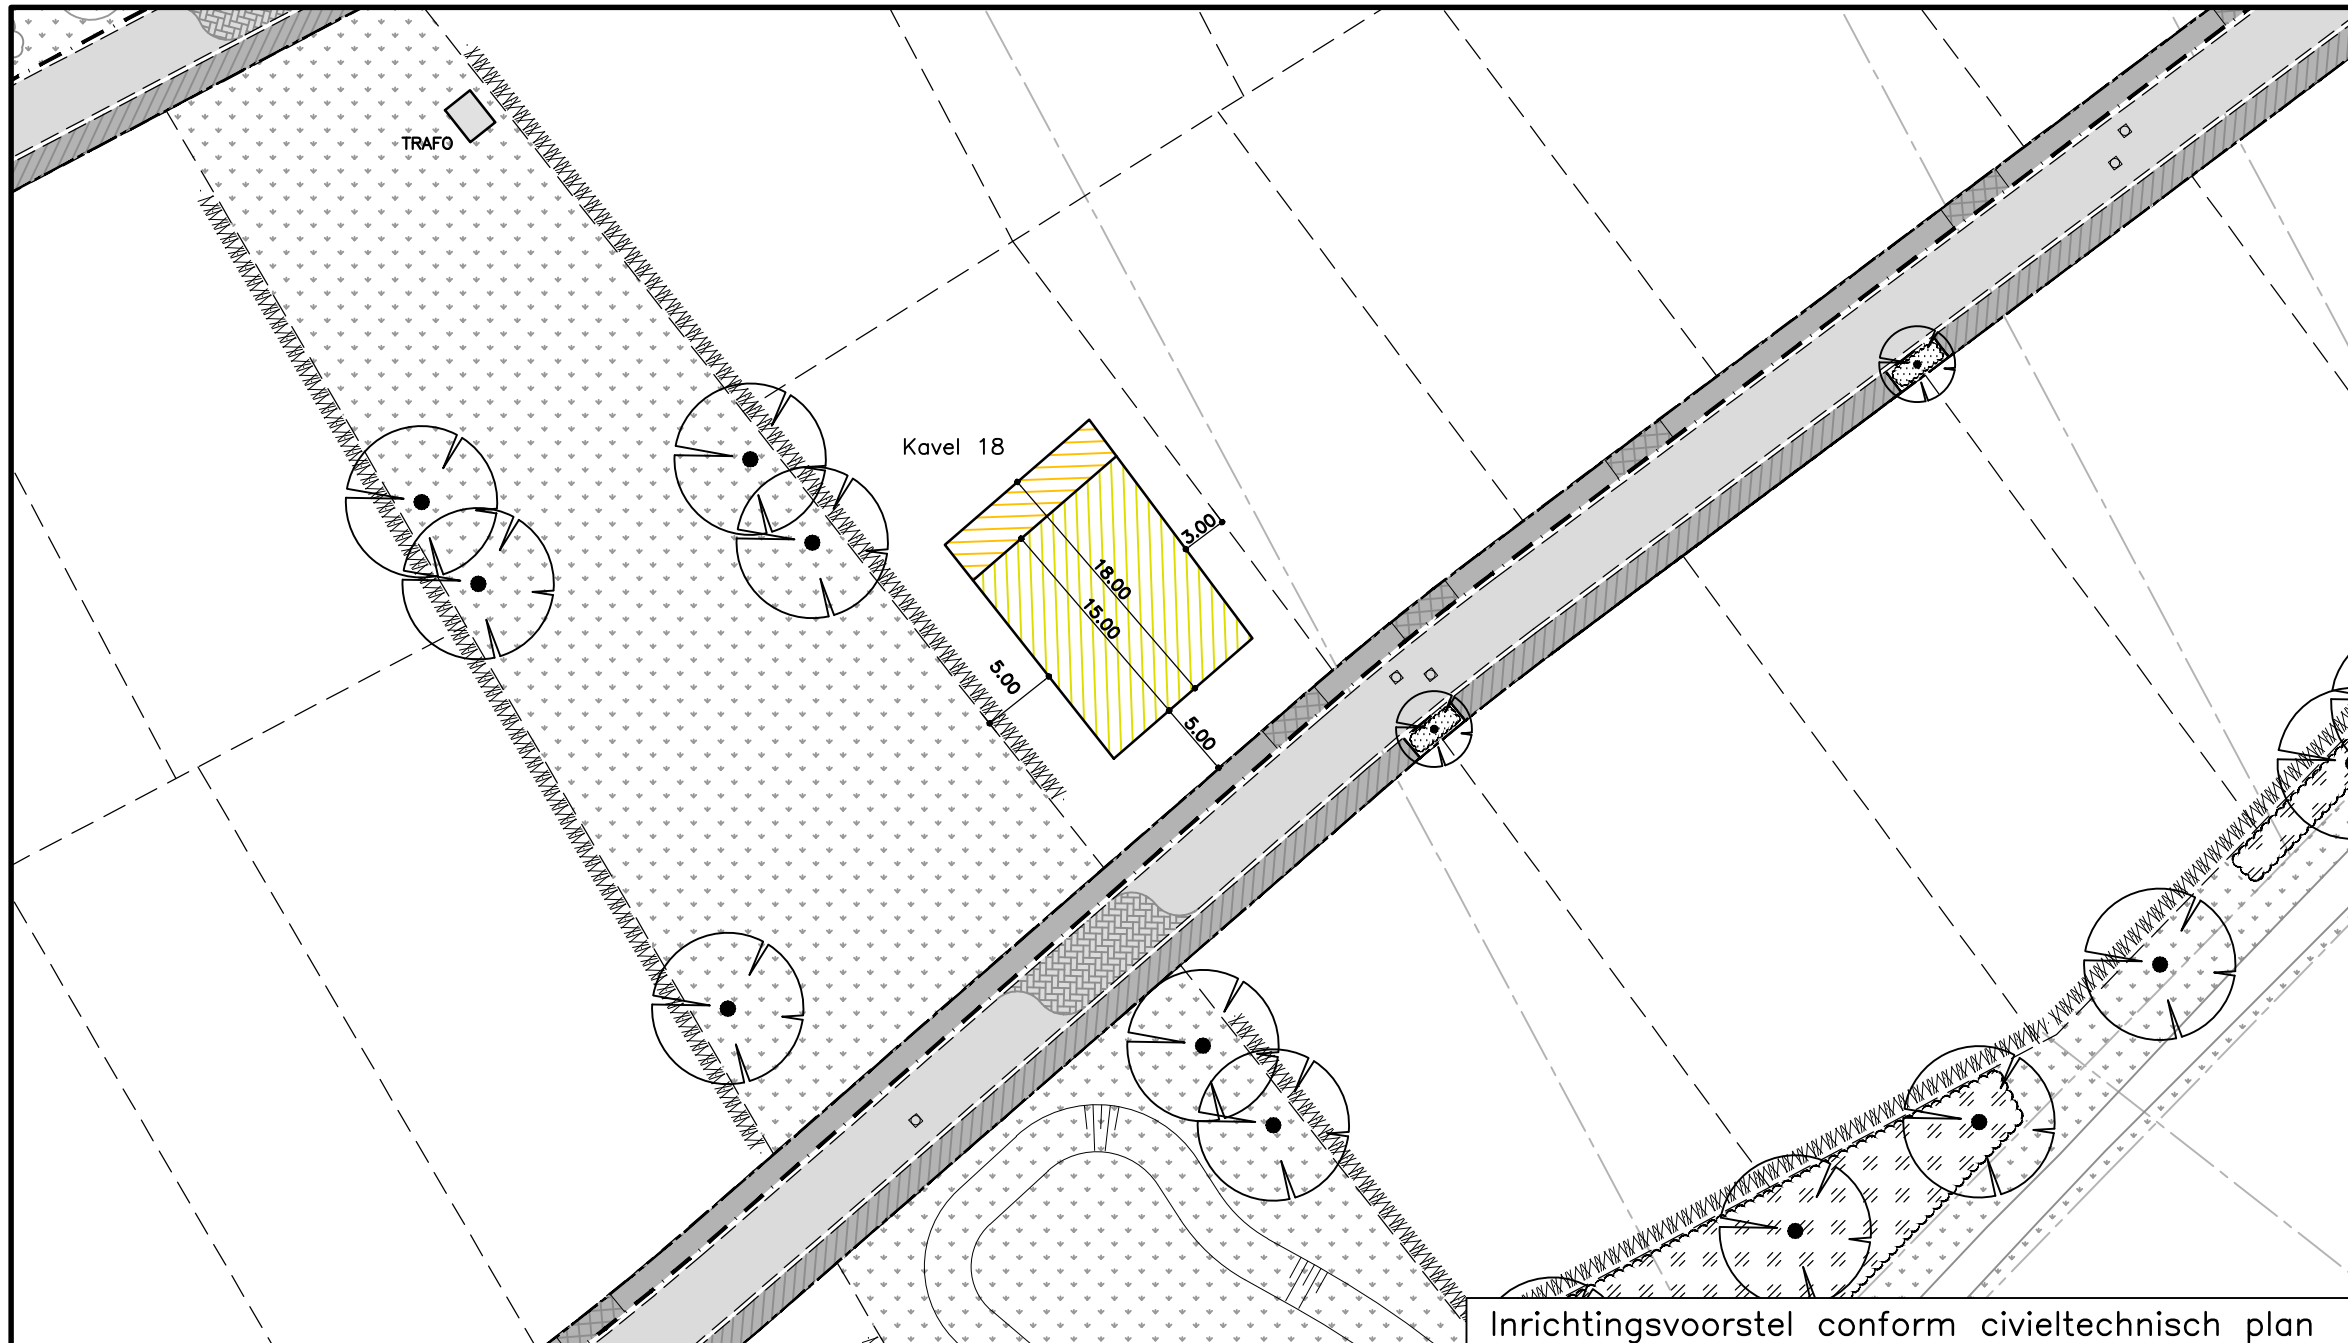 TRAFO
Kavel 18
3.00
18.00
15.00
5.00
5.00
Inrichtingsvoorstel conform civieltechnisch plan